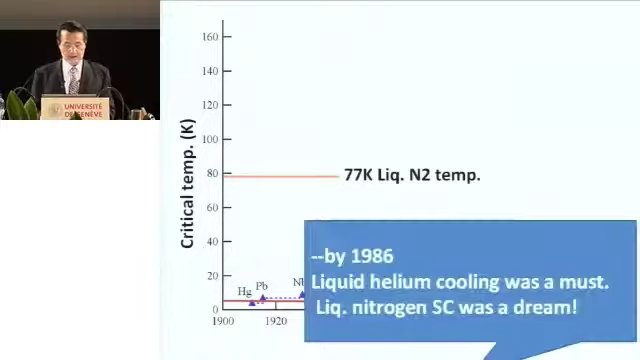 UNIVERSITÉ
DE GENÈVE
Critical temp. (K)
160
140
120
100
80
60
40
20
0
1900
1920
77K Liq. N2 temp.
Hg
Pb
--by 1986
Liquid helium cooling was a must.
Liq. nitrogen SC was a dream!